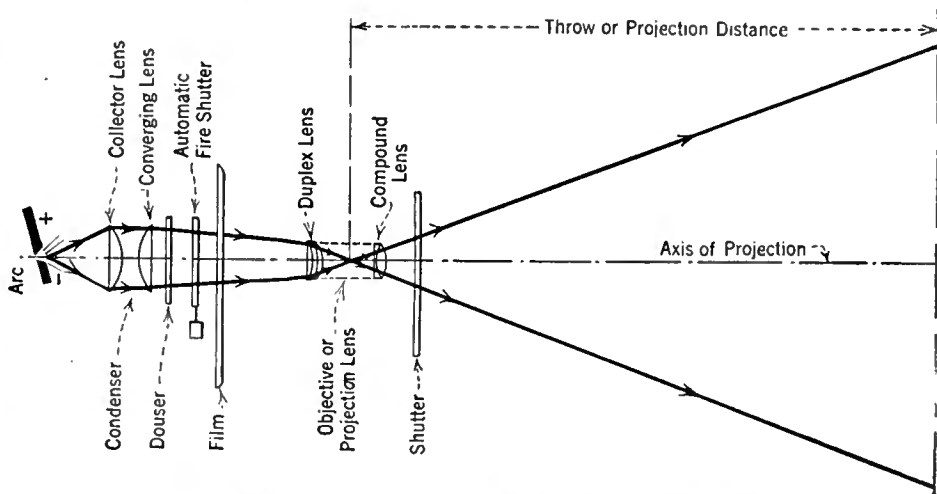 Arc
+
-
Collector Lens
Converging Lens
Automatic
Fire Shutter
Duplex Lens
Compound
Lens
Throw or Projection Distance
Axis of Projection
Condenser
Douser
Film
Objective or
Projection Lens
Shutter